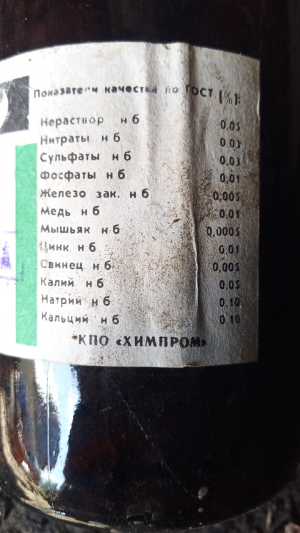 Показатели качества по ГОСТ (%):
Нераствор н б 0,05
Нитраты н б 0,03
Сульфаты н б 0,03
Фосфаты н б 0,01
Железо зак. н б 0,005
Медь н б 0,01
Мышьяк н б 0,0005
Цинк н б 0,01
Свинец н б 0,005
Калий н б 0,05
Натрий н б 0,10
Кальций н б 0,10
*КПО «ХИМПРОМ»